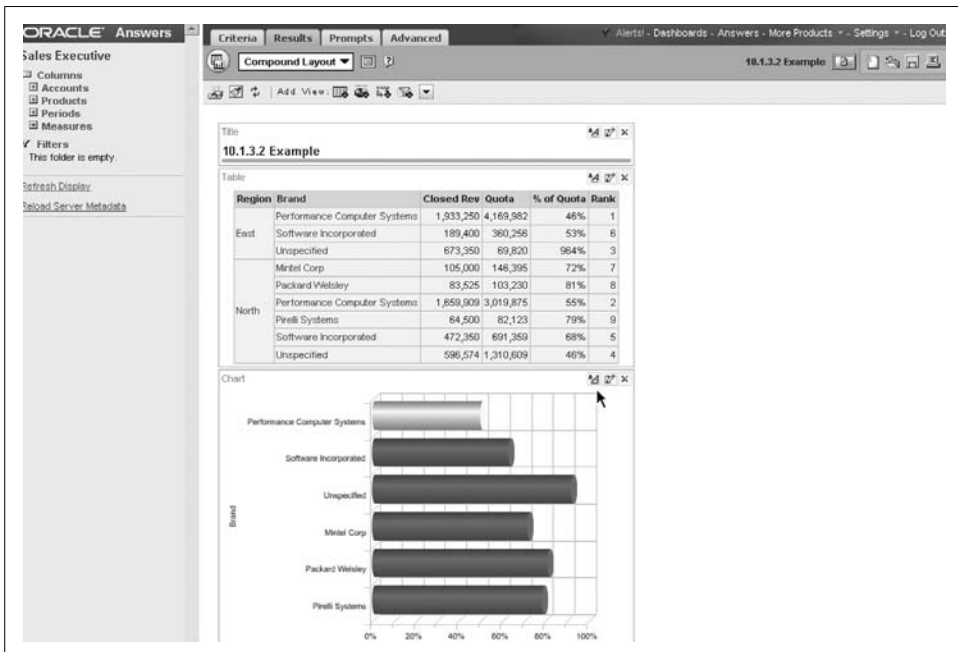 ORACLE Answers
Sales Executive
Columns
Accounts
Products
Periods
Measures
Filters
This folder is empty.
Refresh Display
Reload Server Metadata
Criteria Results Prompts Advanced
Alerts! - Dashboards - Answers - More Products - Settings - Log Out
Compound Layout
10.1.3.2 Example
Add View:
Title
10.1.3.2 Example
Table
Region Brand Closed Rev Quota % of Quota Rank
East
Performance Computer Systems 1,933,250 4,169,982 46% 1
Software Incorporated 189,400 360,256 53% 6
Unspecified 673,350 69,820 964% 3
North
Mintel Corp 105,000 146,395 72% 7
Packard Welsley 83,525 103,230 81% 8
Performance Computer Systems 1,659,909 3,019,875 55% 2
Pirelli Systems 64,500 82,123 79% 9
Software Incorporated 472,350 691,359 68% 5
Unspecified 596,574 1,310,609 46% 4
Chart
Brand
Performance Computer Systems
Software Incorporated
Unspecified
Mintel Corp
Packard Welsley
Pirelli Systems
0% 20% 40% 60% 80% 100%